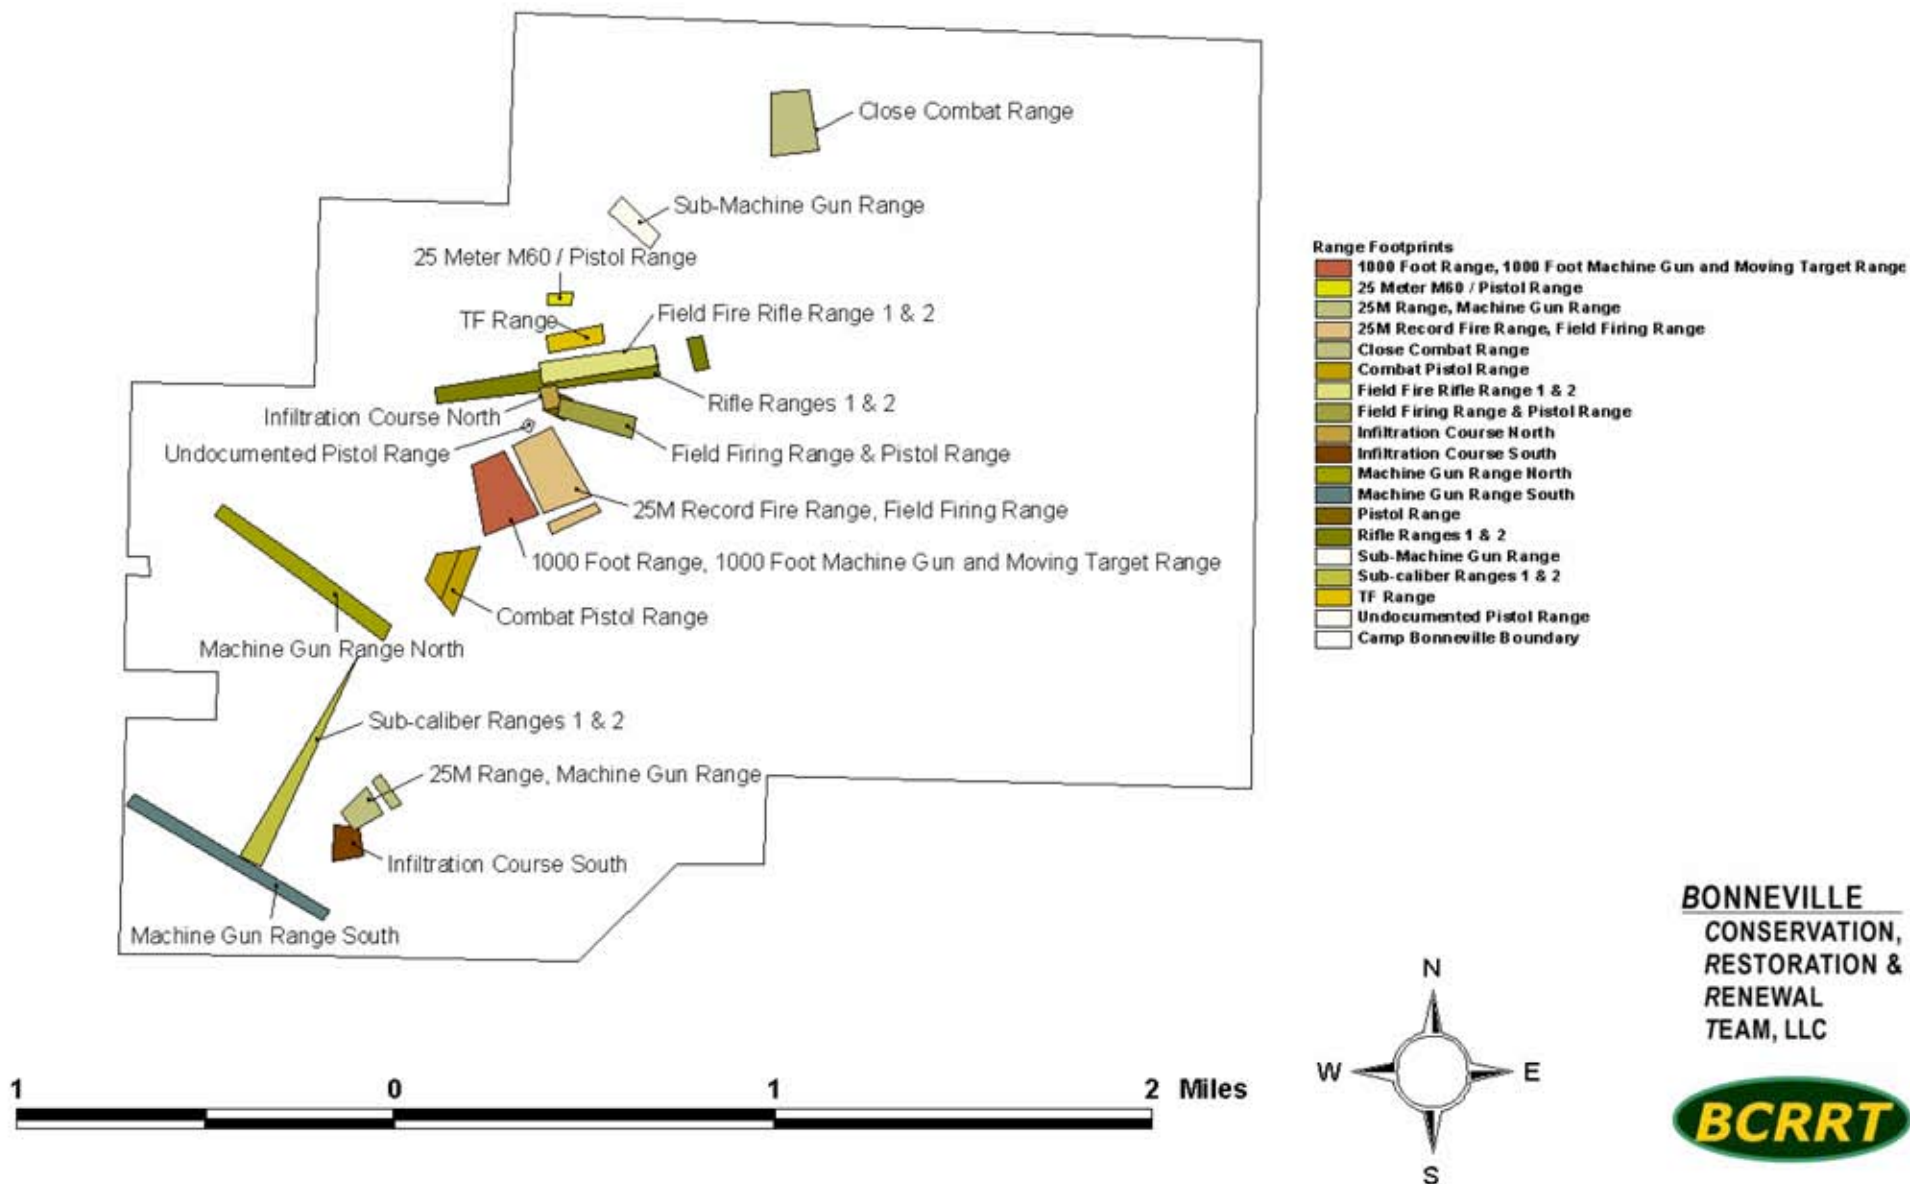 Close Combat Range
Sub-Machine Gun Range
25 Meter M60 / Pistol Range
TF Range
Field Fire Rifle Range 1 & 2
Rifle Ranges 1 & 2
Infiltration Course North
Undocumented Pistol Range
Field Firing Range & Pistol Range
25M Record Fire Range, Field Firing Range
1000 Foot Range, 1000 Foot Machine Gun and Moving Target Range
Combat Pistol Range
Machine Gun Range North
Sub-caliber Ranges 1 & 2
25M Range, Machine Gun Range
Infiltration Course South
Machine Gun Range South
Range Footprints
1000 Foot Range, 1000 Foot Machine Gun and Moving Target Range
25 Meter M60 / Pistol Range
25M Range, Machine Gun Range
25M Record Fire Range, Field Firing Range
Close Combat Range
Combat Pistol Range
Field Fire Rifle Range 1 & 2
Field Firing Range & Pistol Range
Infiltration Course North
Infiltration Course South
Machine Gun Range North
Machine Gun Range South
Pistol Range
Rifle Ranges 1 & 2
Sub-Machine Gun Range
Sub-caliber Ranges 1 & 2
TF Range
Undocumented Pistol Range
Camp Bonneville Boundary
1 0 1 2 Miles
N
W E
S
BONNEVILLE
CONSERVATION,
RESTORATION &
RENEWAL
TEAM, LLC
BCRRT